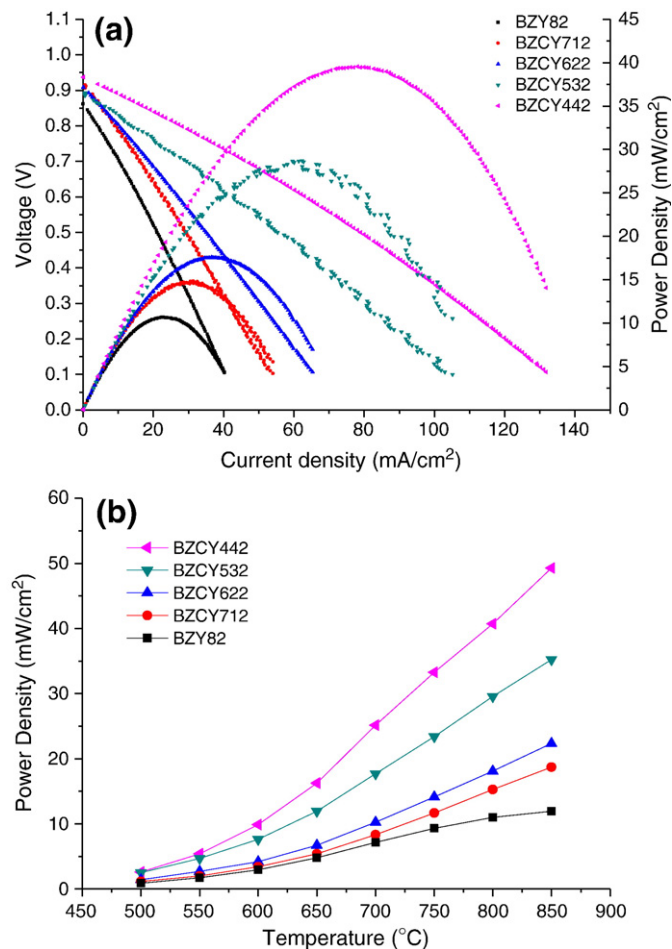 (a)
BZY82
BZCY712
BZCY622
BZCY532
BZCY442
1.1
1.0
0.9
0.8
0.7
0.6
0.5
0.4
0.3
0.2
0.1
0.0
Voltage (V)
45
40
35
30
25
20
15
10
5
0
Power Density (mW/cm²)
0 20 40 60 80 100 120 140
Current density (mA/cm²)
(b)
BZCY442
BZCY532
BZCY622
BZCY712
BZY82
60
50
40
30
20
10
0
Power Density (mW/cm²)
450 500 550 600 650 700 750 800 850 900
Temperature (°C)